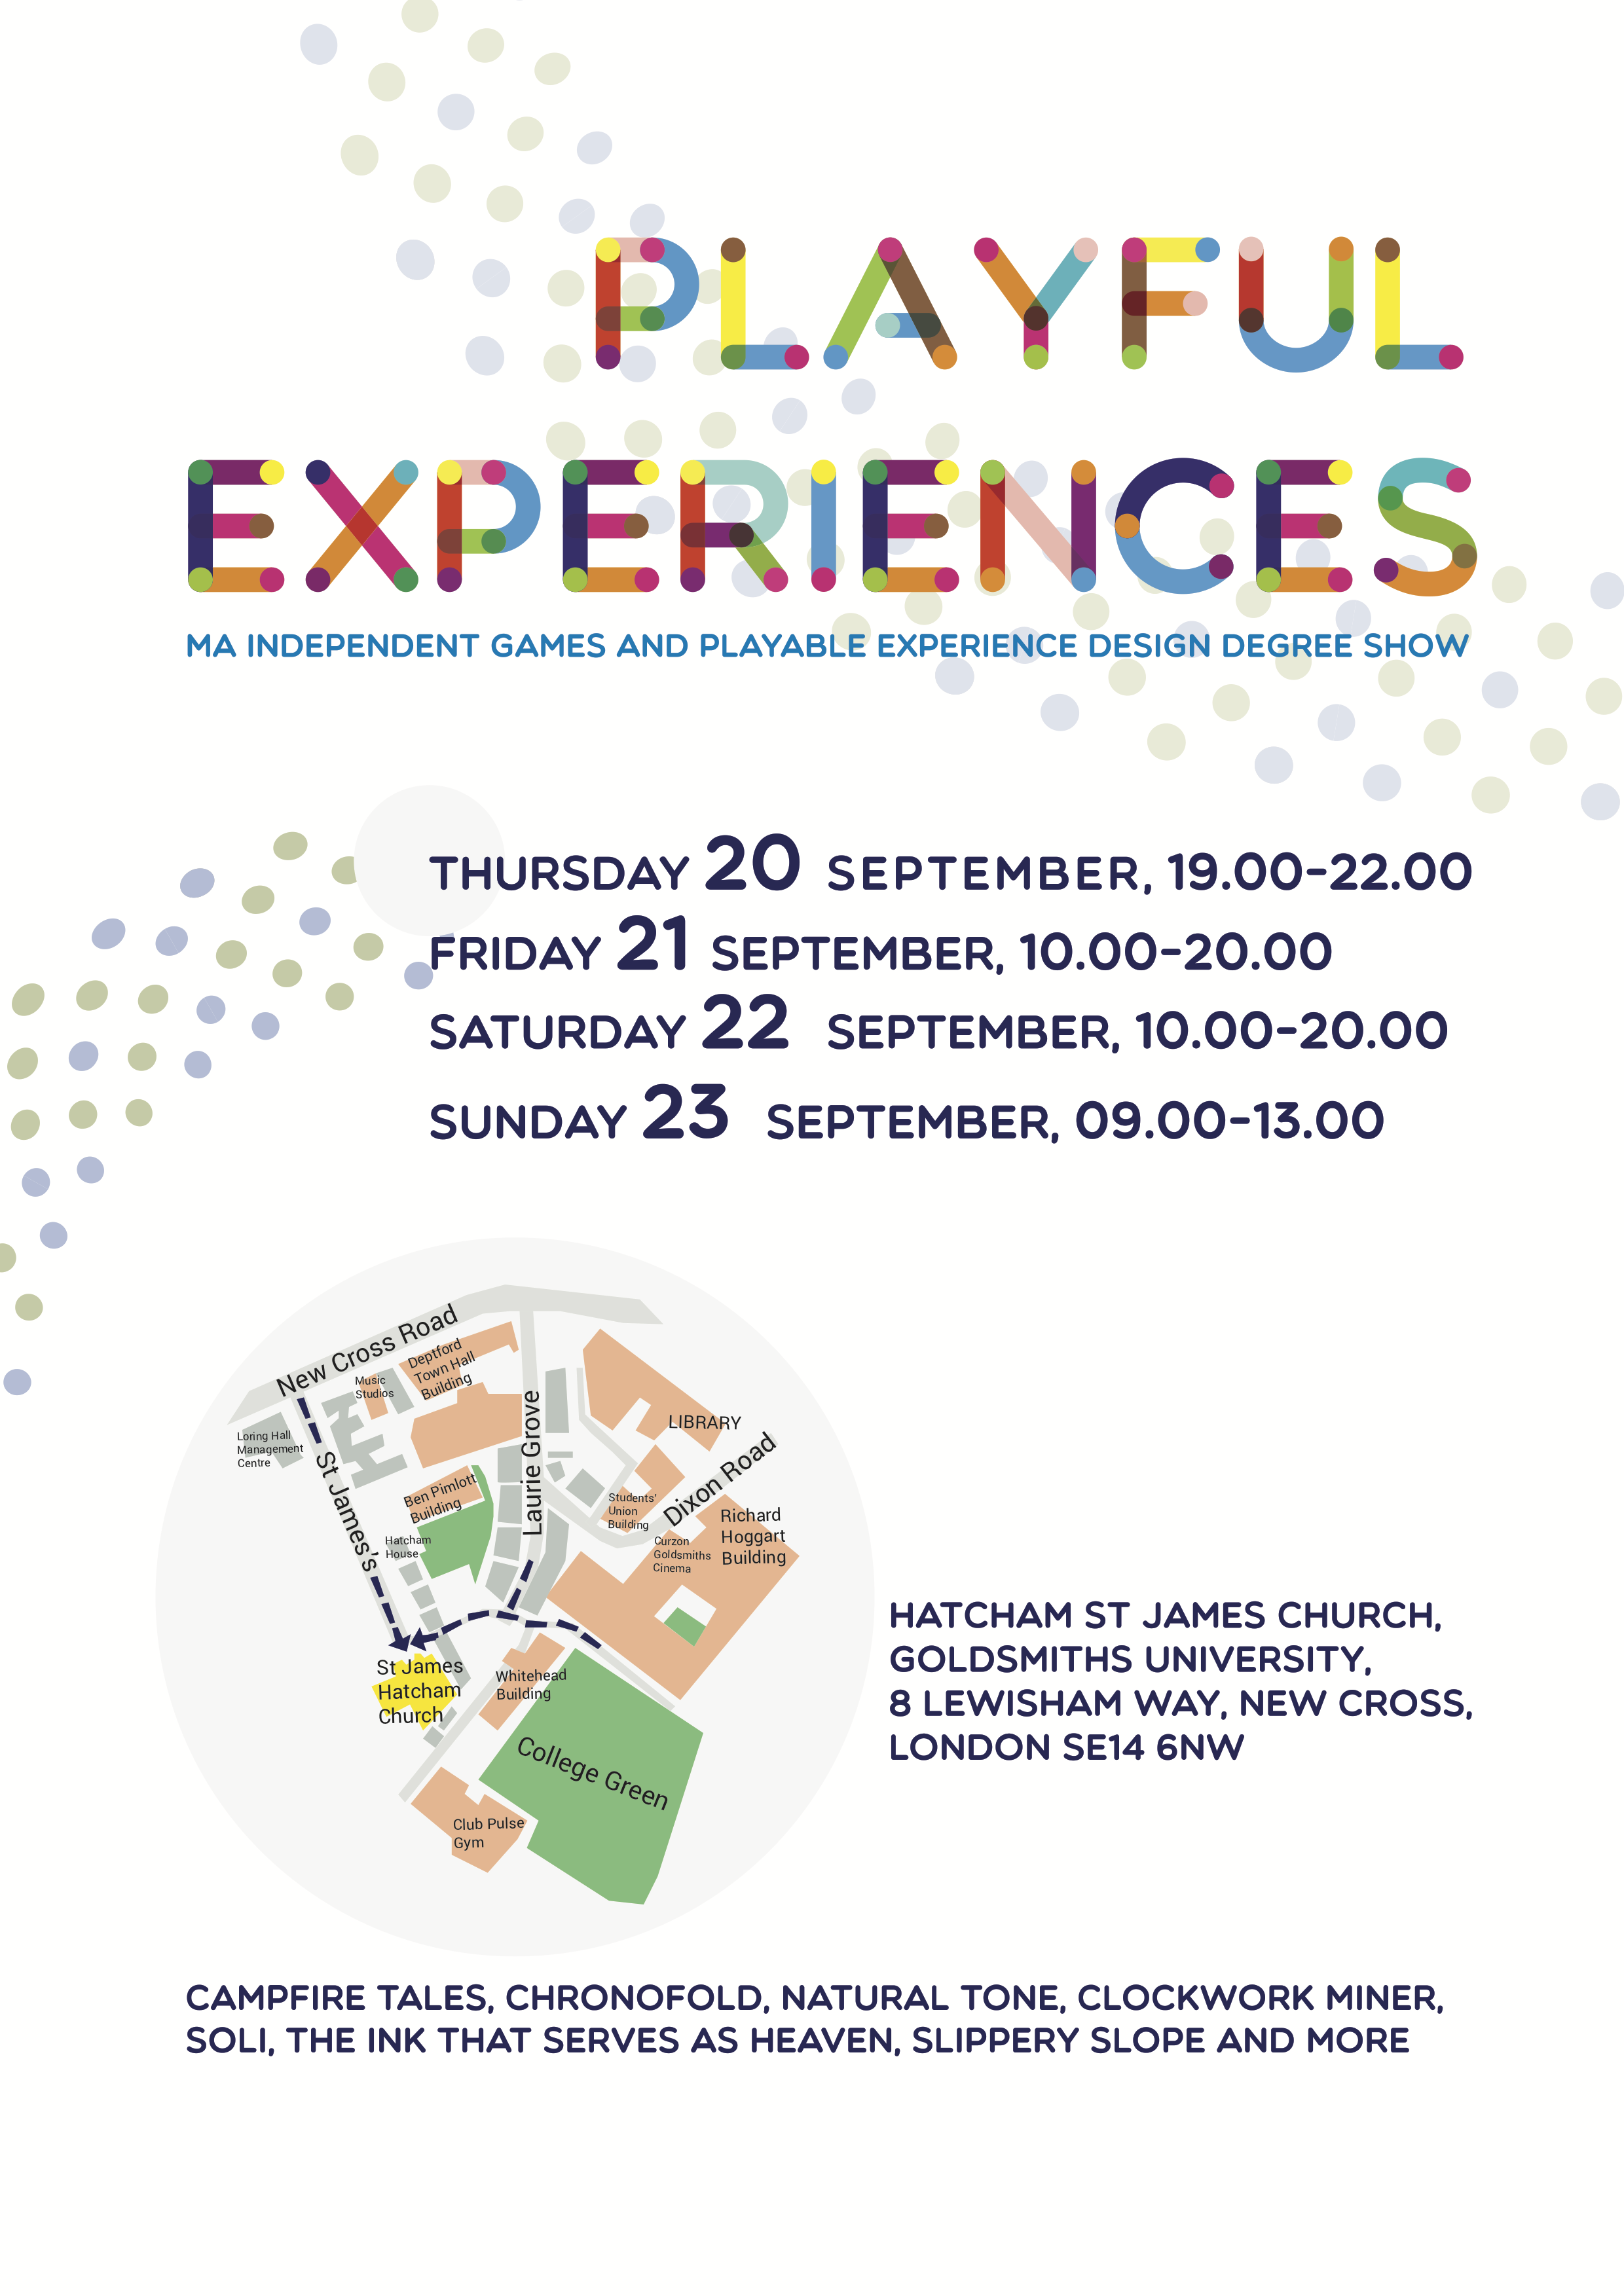 PLAYFUL
EXPERIENCES
MA INDEPENDENT GAMES AND PLAYABLE EXPERIENCE DESIGN DEGREE SHOW
THURSDAY 20 SEPTEMBER, 19.00-22.00
FRIDAY 21 SEPTEMBER, 10.00-20.00
SATURDAY 22 SEPTEMBER, 10.00-20.00
SUNDAY 23 SEPTEMBER, 09.00-13.00
New Cross Road
Deptford
Town Hall
Building
Music
Studios
Loring Hall
Management
Centre
St James's
Laurie Grove
LIBRARY
Dixon Road
Ben Pimlott
Building
Students'
Union
Building
Richard
Hoggart
Building
Hatcham
House
Curzon
Goldsmiths
Cinema
St James
Hatcham
Church
Whitehead
Building
College Green
Club Pulse
Gym
HATCHAM ST JAMES CHURCH,
GOLDSMITHS UNIVERSITY,
8 LEWISHAM WAY, NEW CROSS,
LONDON SE14 6NW
CAMPFIRE TALES, CHRONOFOLD, NATURAL TONE, CLOCKWORK MINER,
SOLI, THE INK THAT SERVES AS HEAVEN, SLIPPERY SLOPE AND MORE